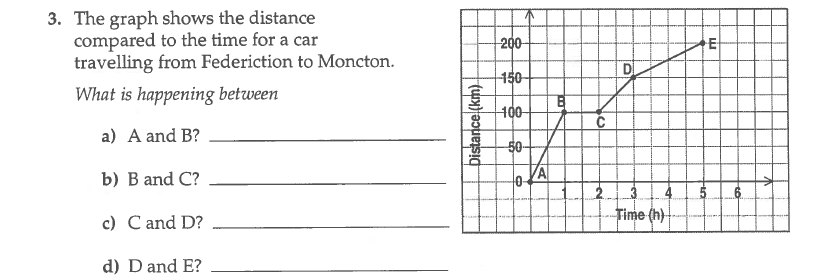 3. The graph shows the distance
compared to the time for a car
travelling from Federiction to Moncton.
What is happening between
a) A and B?
b) B and C?
c) C and D?
d) D and E?
Distance (km)
200
150
100
50
0
A
B
C
D
E
1 2 3 4 5 6
Time (h)